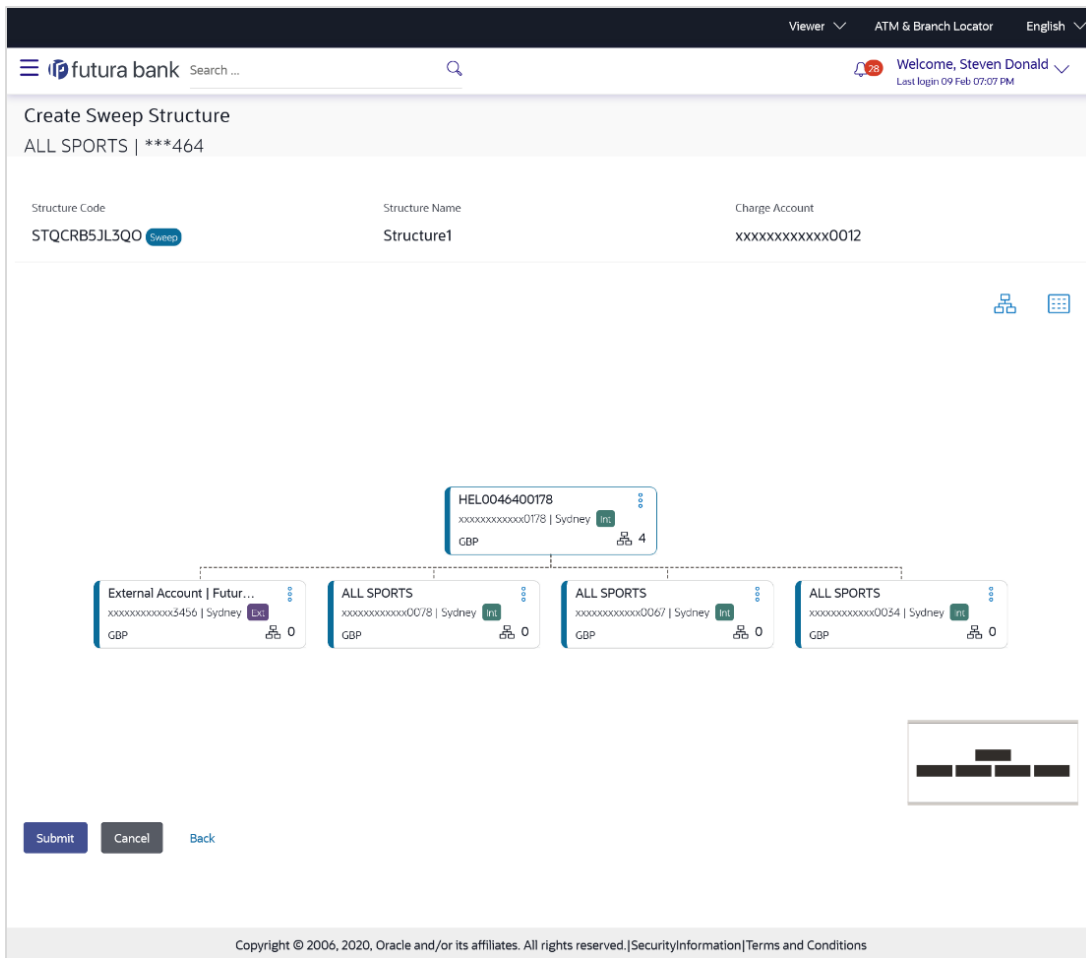 Viewer ATM & Branch Locator English
futura bank Search ... 28 Welcome, Steven Donald
Last login 09 Feb 07:07 PM
Create Sweep Structure
ALL SPORTS | ***464
Structure Code Structure Name Charge Account
STQCRB5JL3QO Sweep Structure1 xxxxxxxxxxxx0012
HEL0046400178
xxxxxxxxxxxx0178 | Sydney Int
GBP 4
External Account | Futur... ALL SPORTS ALL SPORTS ALL SPORTS
xxxxxxxxxxxx3456 | Sydney Ext xxxxxxxxxxxx0078 | Sydney Int xxxxxxxxxxxx0067 | Sydney Int xxxxxxxxxxxx0034 | Sydney Int
GBP 0 GBP 0 GBP 0 GBP 0
Submit Cancel Back
Copyright © 2006, 2020, Oracle and/or its affiliates. All rights reserved.|SecurityInformation|Terms and Conditions